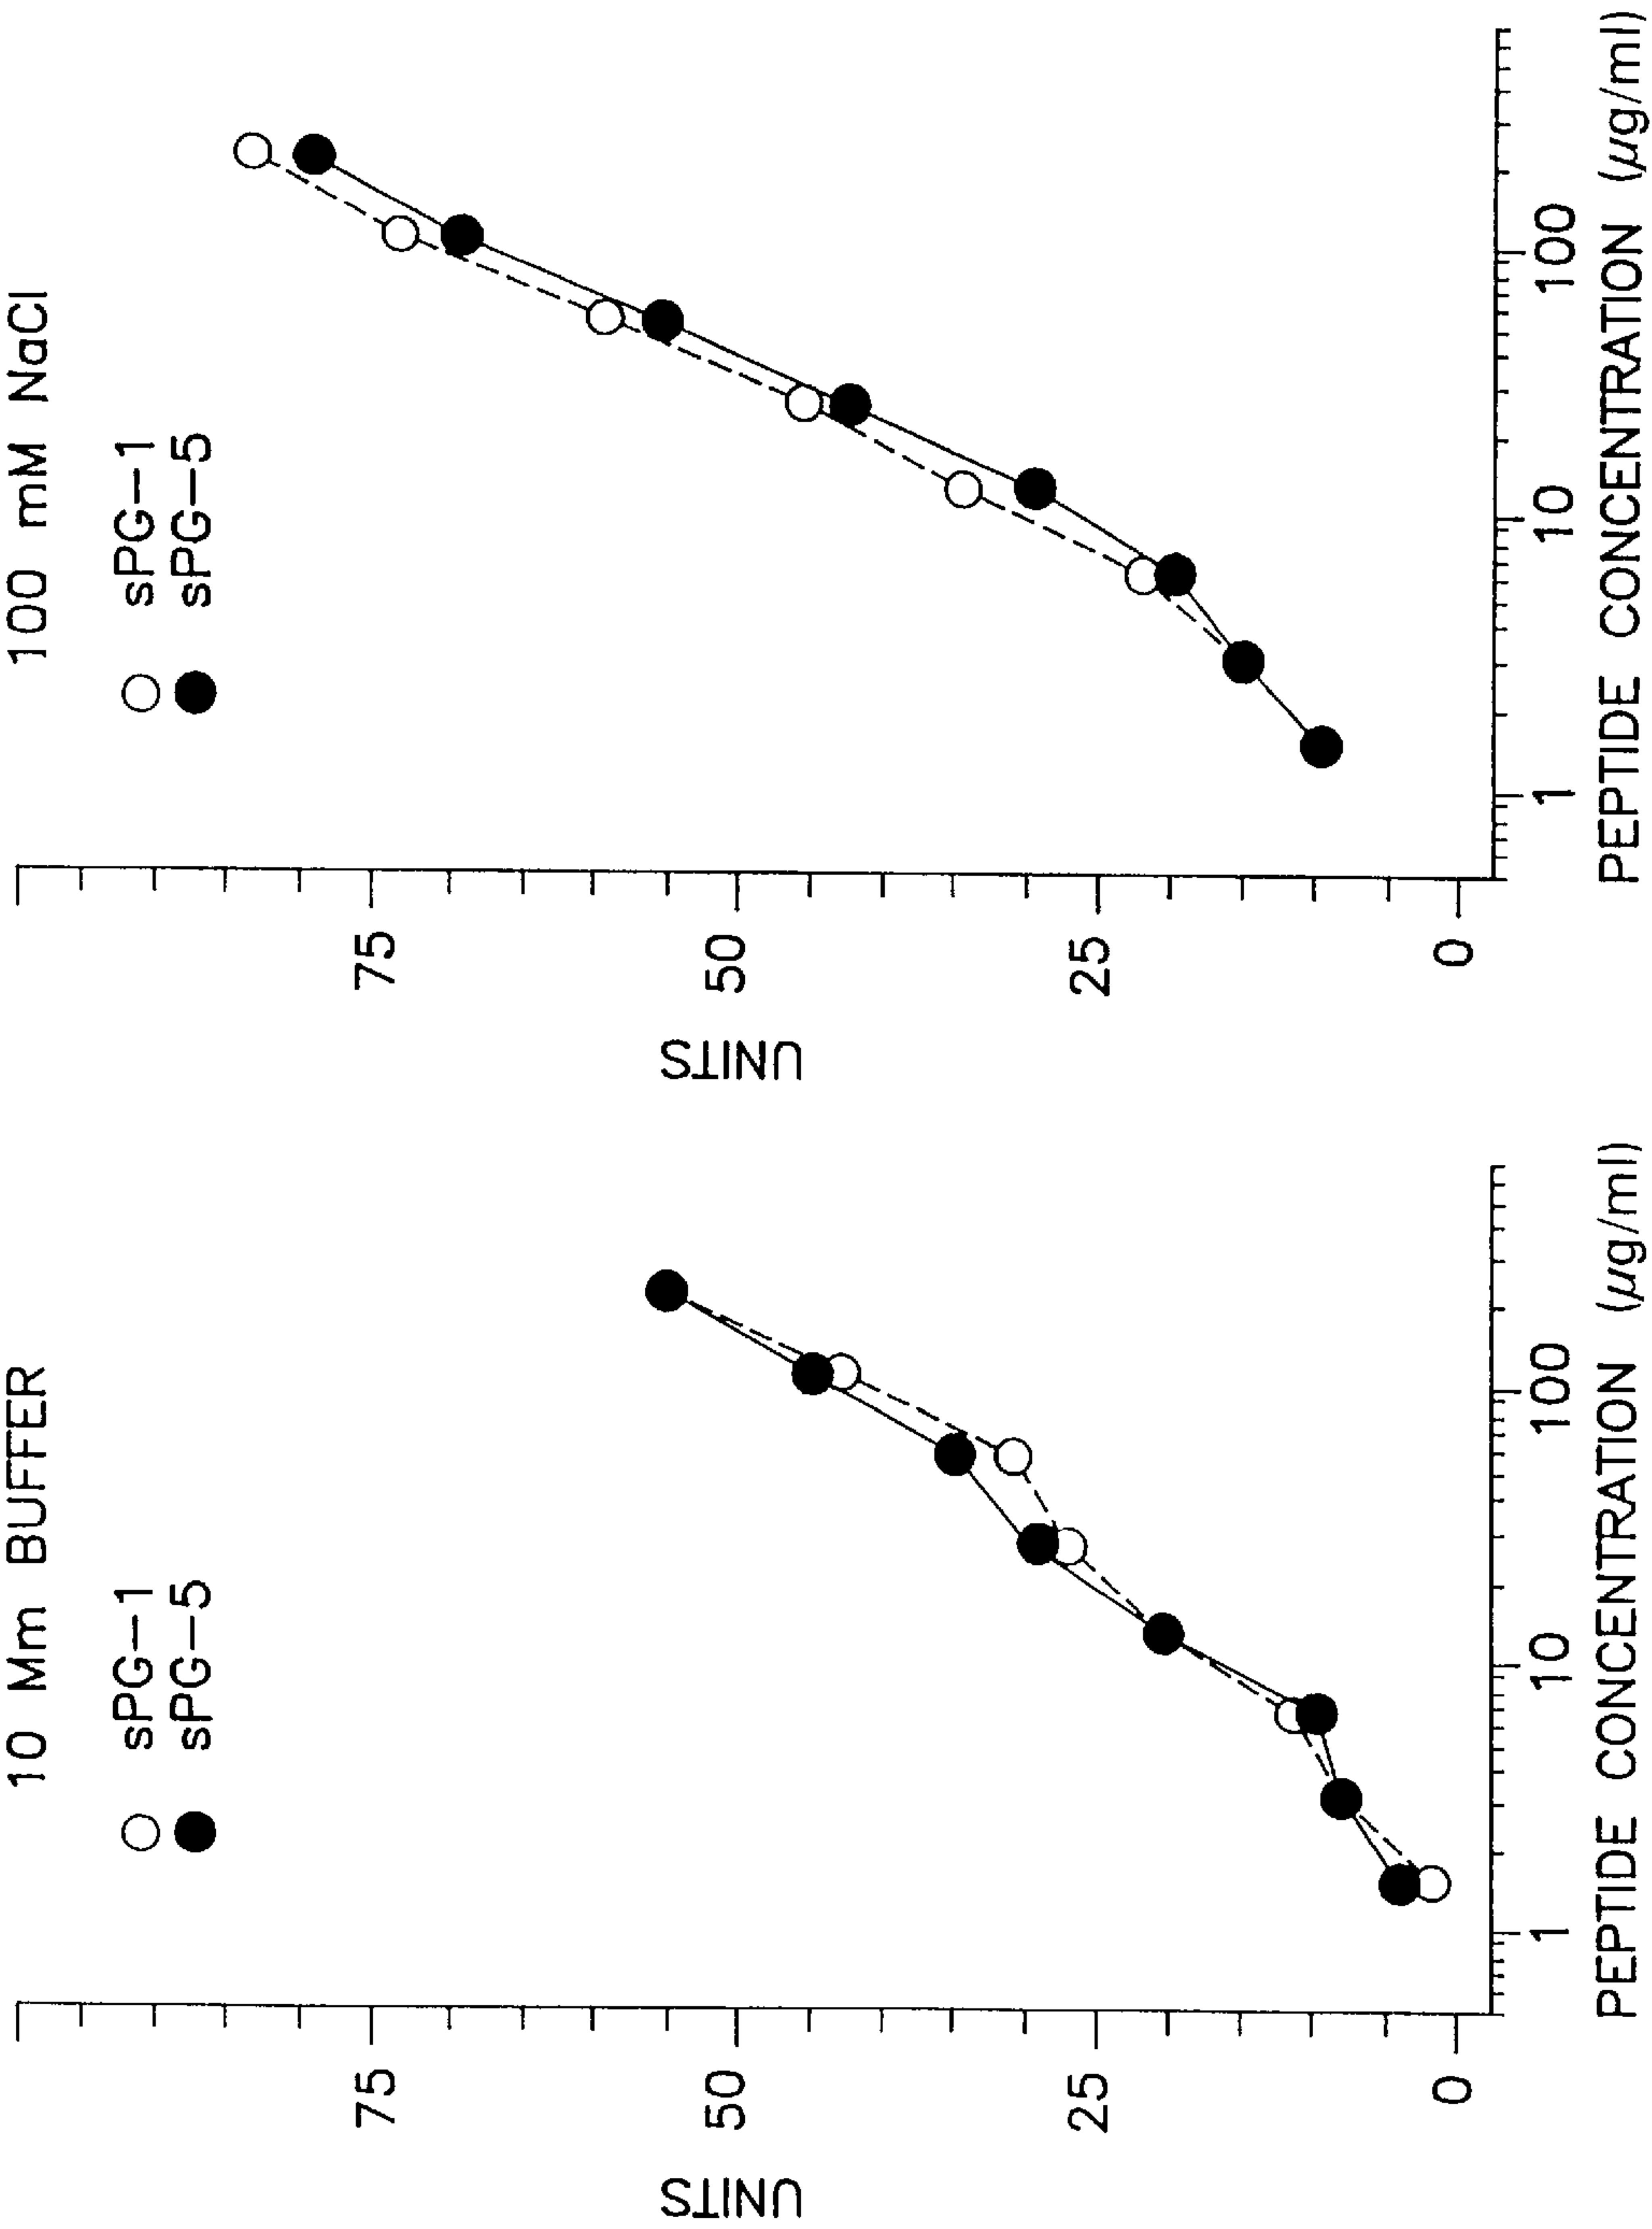 10 Mm BUFFER
sPG-1
sPG-5
UNITS
75
50
25
0
1 10 100
PEPTIDE CONCENTRATION (µg/ml)
100 mM NaCl
sPG-1
sPG-5
UNITS
75
50
25
0
1 10 100
PEPTIDE CONCENTRATION (µg/ml)